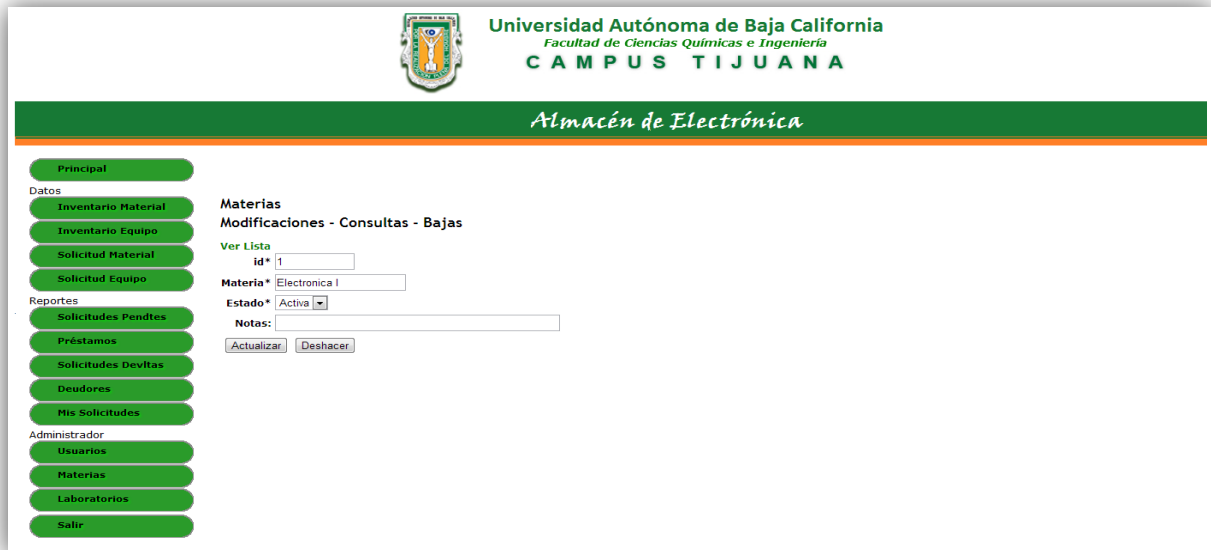 Universidad Autónoma de Baja California
Facultad de Ciencias Químicas e Ingeniería
CAMPUS TIJUANA
Almacén de Electrónica
Principal
Datos
Inventario Material
Inventario Equipo
Solicitud Material
Solicitud Equipo
Reportes
Solicitudes Pendtes
Préstamos
Solicitudes Devltas
Deudores
Mis Solicitudes
Administrador
Usuarios
Materias
Laboratorios
Salir
Materias
Modificaciones - Consultas - Bajas
Ver Lista
id* 1
Materia* Electronica I
Estado* Activa
Notas:
Actualizar Deshacer